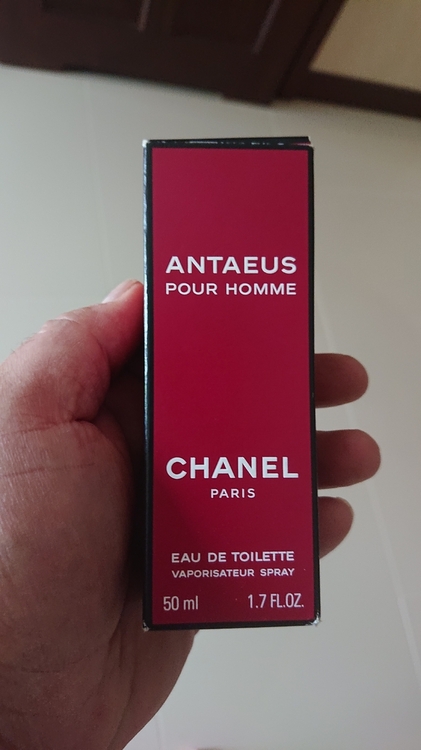 ANTAEUS
POUR HOMME
CHANEL
PARIS
EAU DE TOILETTE
VAPORISATEUR SPRAY
50 ml 1.7 FL.OZ.